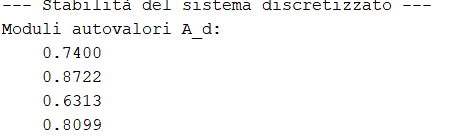 --- Stabilità del sistema discretizzato ---
Moduli autovalori A_d:
0.7400
0.8722
0.6313
0.8099